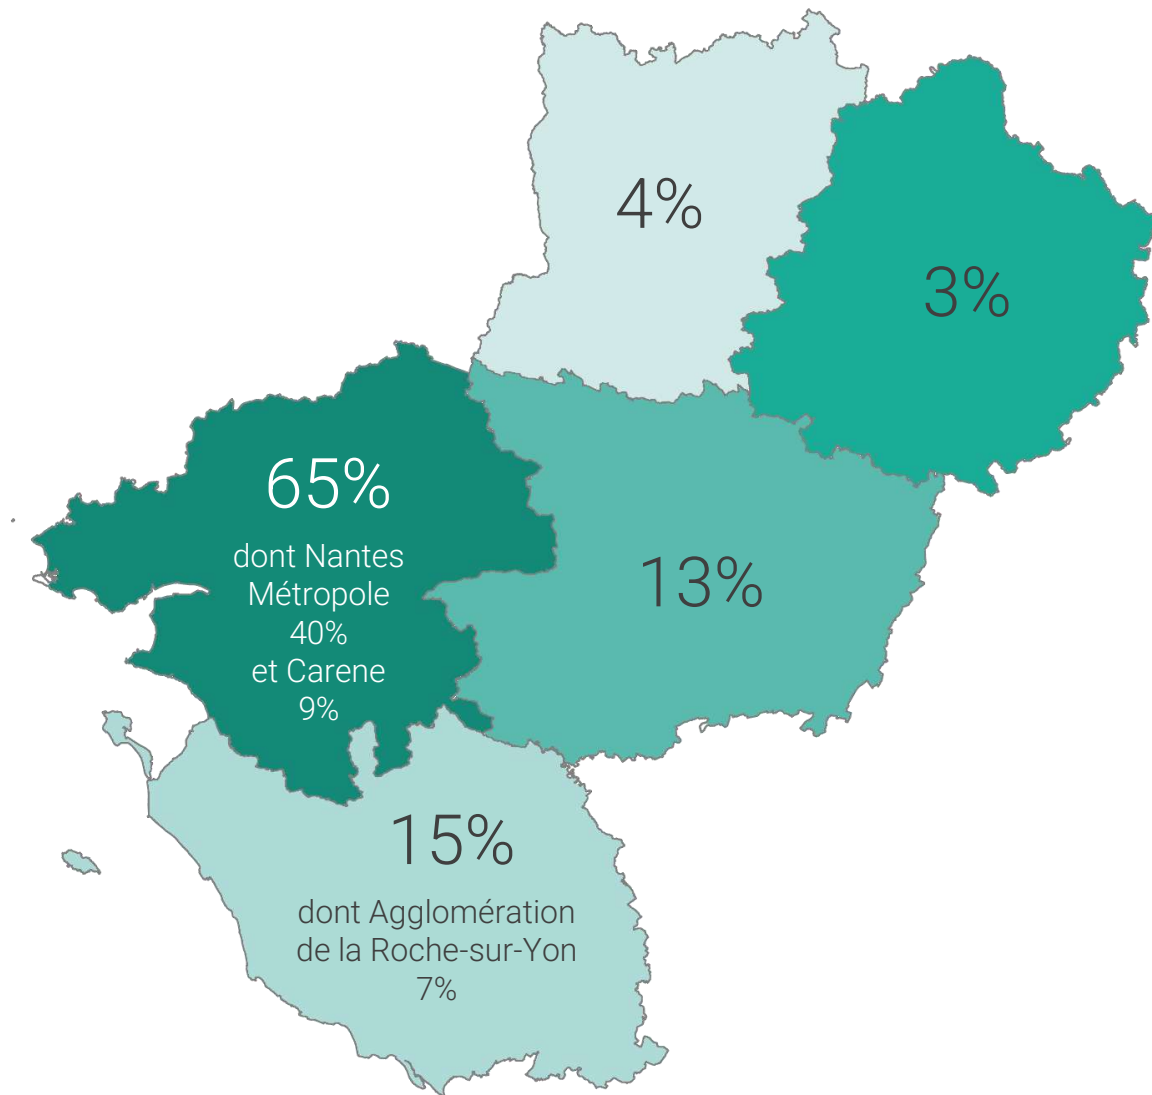 4%
3%
65%
dont Nantes
Métropole
40%
et Carene
9%
13%
15%
dont Agglomération
de la Roche-sur-Yon
7%